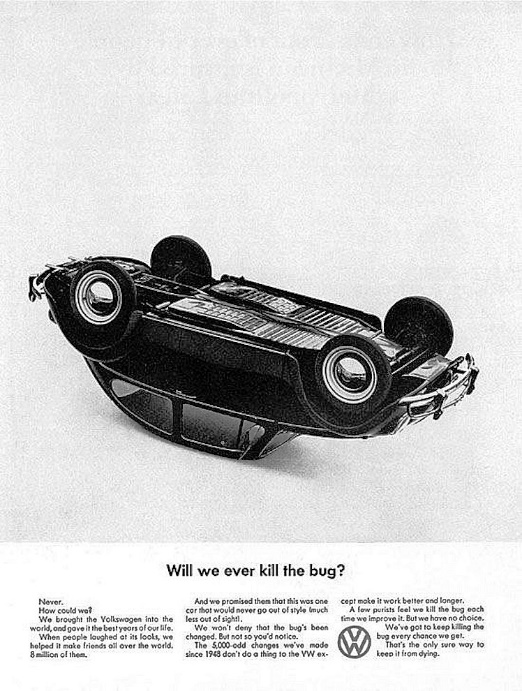 Will we ever kill the bug?
Never.
How could we?
We brought the Volkswagen into the
world, and gave it the best years of our life.
When people laughed at its looks, we
helped it make friends all over the world.
8 million of them.
And we promised them that this was one
car that would never go out of style (much
less out of sight).
We won't deny that the bug's been
changed. But not so you'd notice.
The 5,000-odd changes we've made
since 1948 don't do a thing to the VW ex-
cept make it work better and longer.
A few purists feel we kill the bug each
time we improve it. But we have no choice.
We've got to keep killing the
bug every chance we get.
That's the only sure way to
keep it from dying.
VW